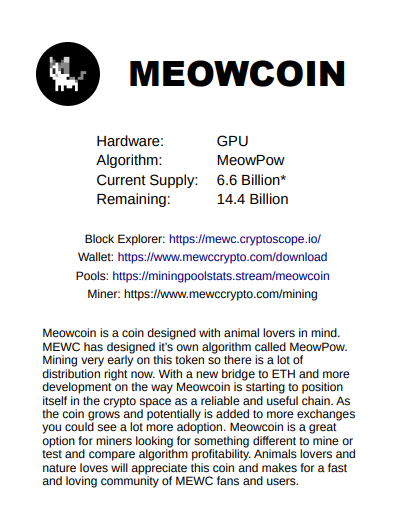 MEOWCOIN
Hardware: GPU
Algorithm: MeowPow
Current Supply: 6.6 Billion*
Remaining: 14.4 Billion
Block Explorer: https://mewc.cryptoscope.io/
Wallet: https://www.mewccrypto.com/download
Pools: https://miningpoolstats.stream/meowcoin
Miner: https://www.mewccrypto.com/mining
Meowcoin is a coin designed with animal lovers in mind.
MEWC has designed it's own algorithm called MeowPow.
Mining very early on this token so there is a lot of
distribution right now. With a new bridge to ETH and more
development on the way Meowcoin is starting to position
itself in the crypto space as a reliable and useful chain. As
the coin grows and potentially is added to more exchanges
you could see a lot more adoption. Meowcoin is a great
option for miners looking for something different to mine or
test and compare algorithm profitability. Animals lovers and
nature loves will appreciate this coin and makes for a fast
and loving community of MEWC fans and users.